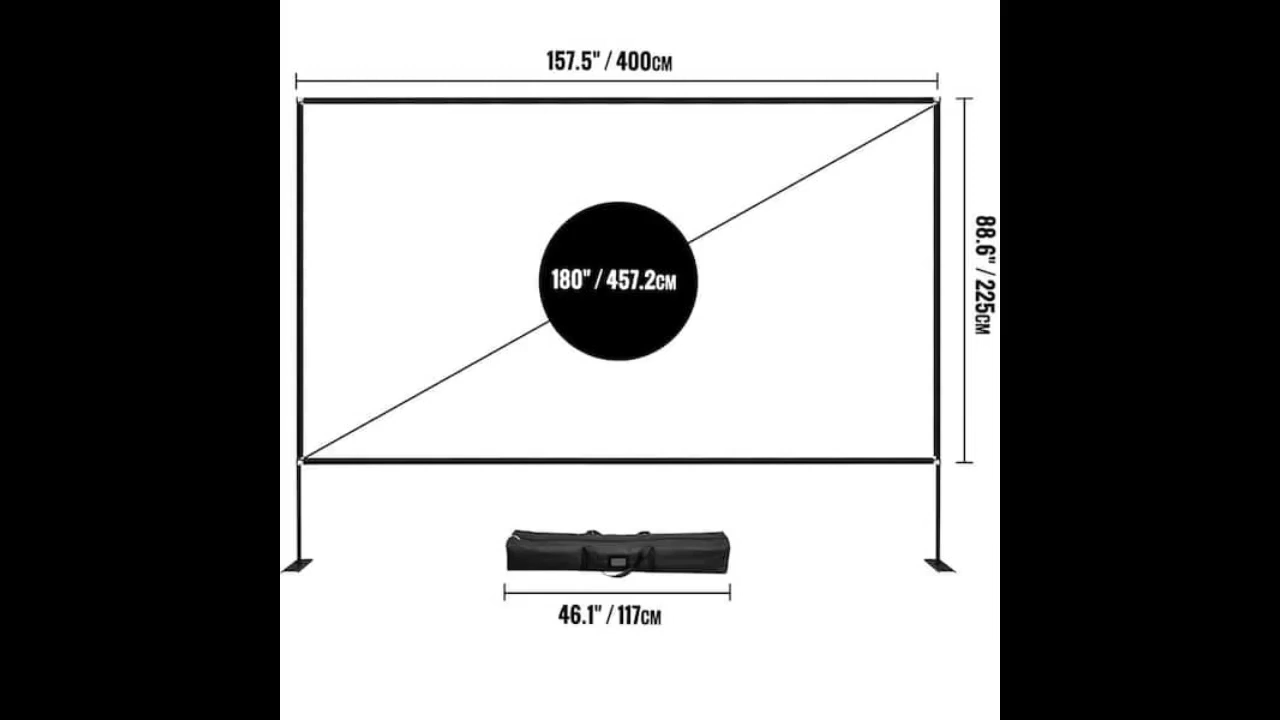 157.5" / 400CM
88.6" / 225CM
180" / 457.2CM
46.1" / 117CM